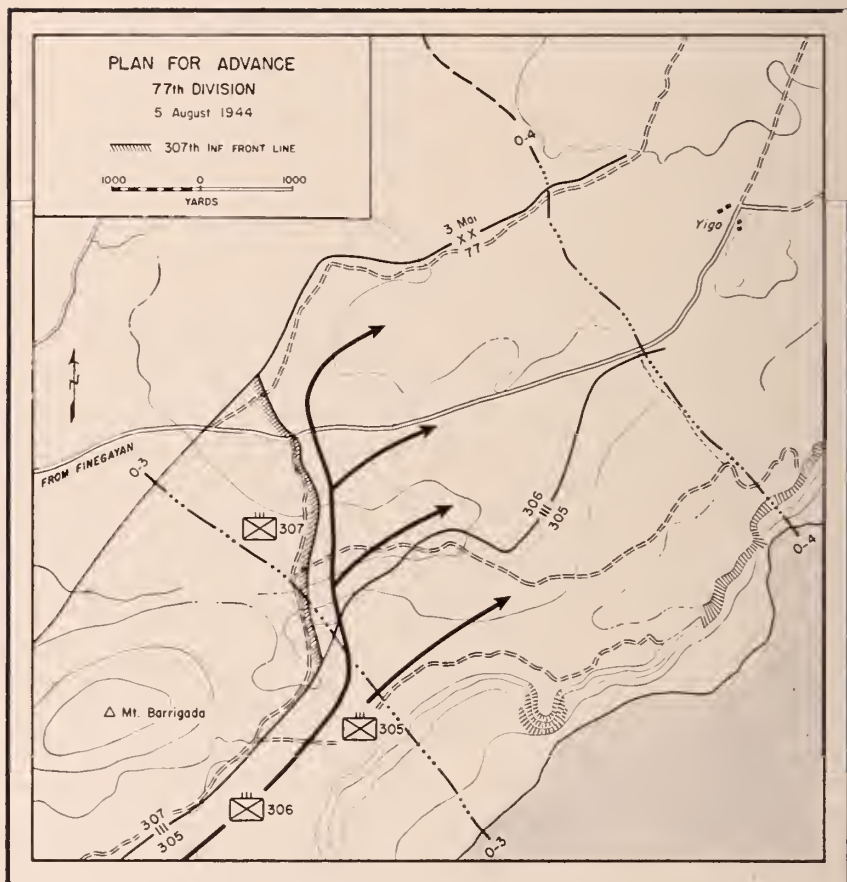 PLAN FOR ADVANCE
77th DIVISION
5 August 1944
307th INF FRONT LINE
1000 0 1000
YARDS
0-4
3 Mar
XX
77
Yigo
N
FROM FINEGAYAN
0-3
307
306
III
305
0-4
Mt. Barrigada
305
306
307
III
305
0-3